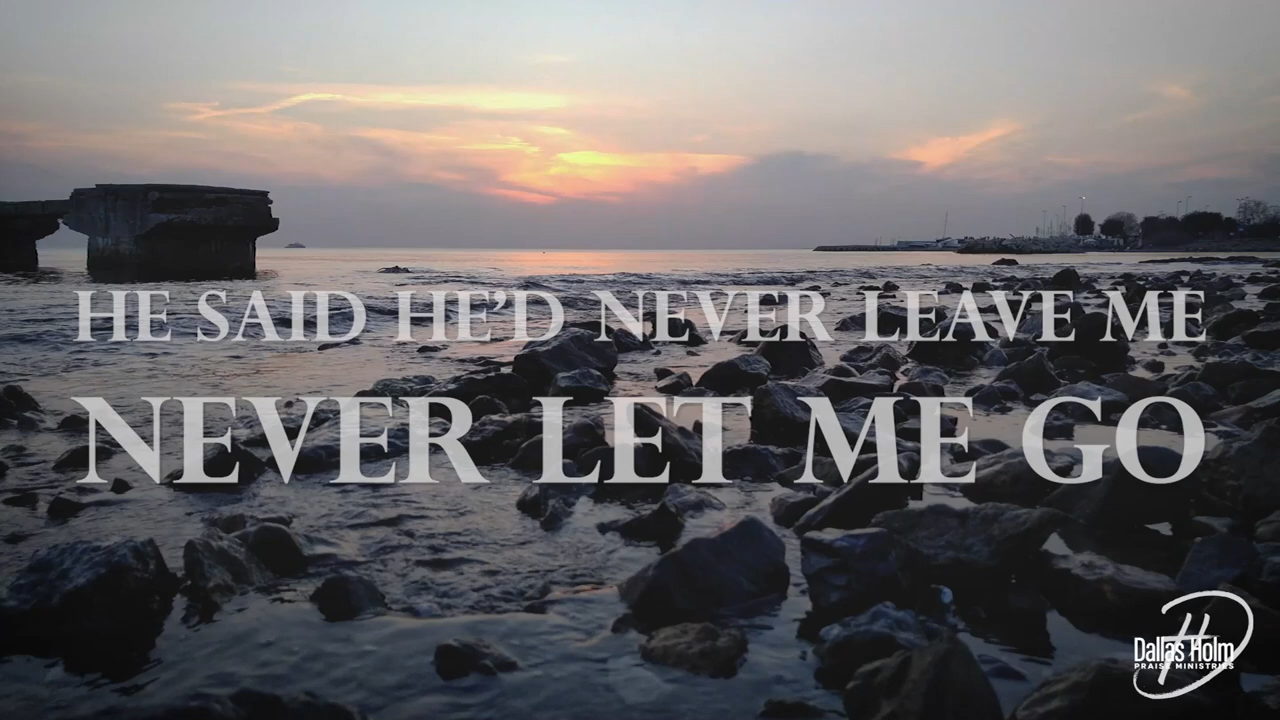 HE SAID HE'D NEVER LEAVE ME
NEVER LET ME GO
Dallas Holm
PRAISE MINISTRIES